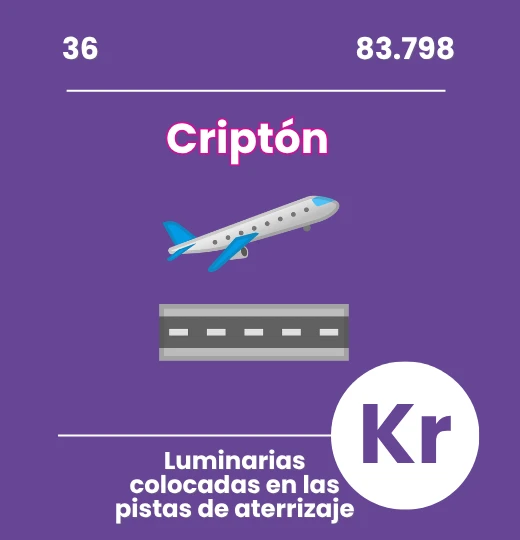 36 83.798
Criptón
Kr
Luminarias
colocadas en las
pistas de aterrizaje